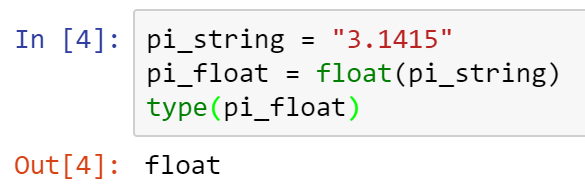 In [4]: pi_string = "3.1415"
pi_float = float(pi_string)
type(pi_float)
Out[4]: float